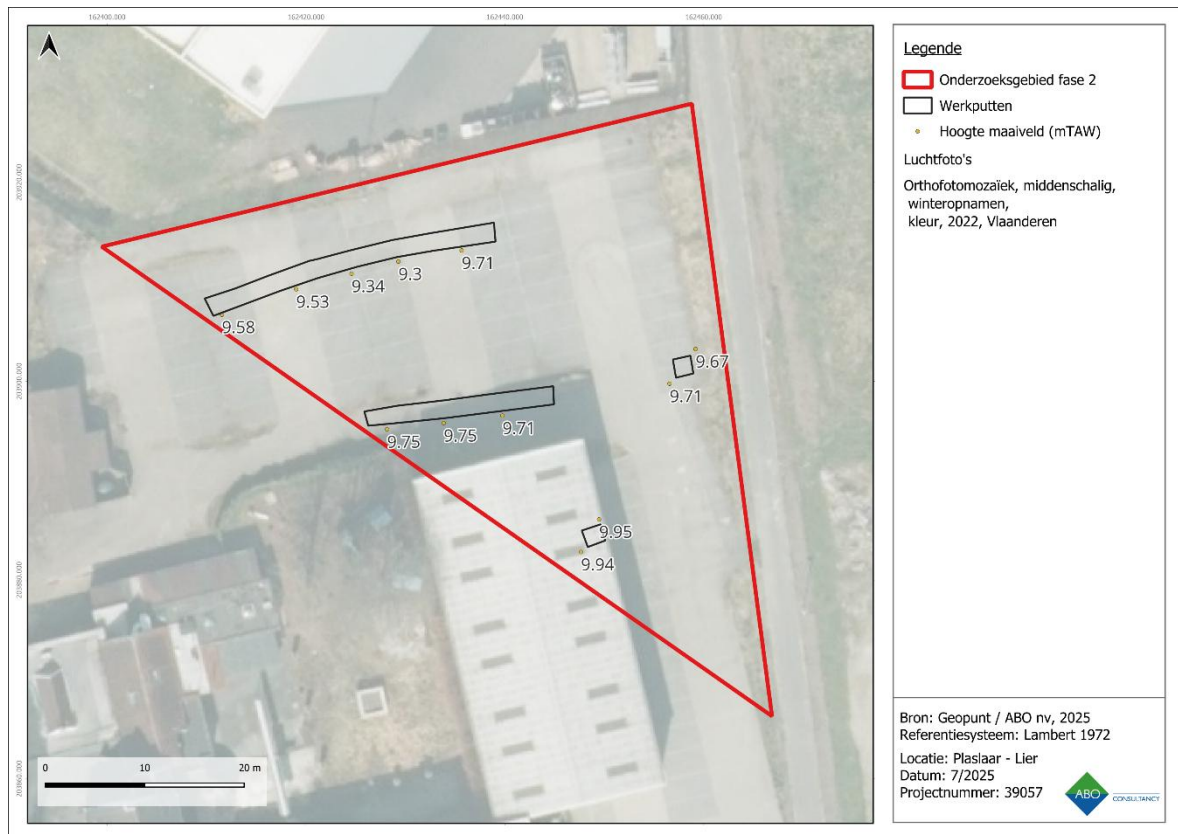 162400.000
162420.000
162440.000
162460.000
203920.000
203900.000
203880.000
203860.000
9.71
9.3
9.34
9.53
9.58
9.67
9.71
9.75
9.75
9.71
9.95
9.94
0
10
20 m
Legende
Onderzoeksgebied fase 2
Werkputten
Hoogte maaiveld (mTAW)
Luchtfoto's
Orthofotomozaïek, middenschalig,
winteropnamen,
kleur, 2022, Vlaanderen
Bron: Geopunt / ABO nv, 2025
Referentiesysteem: Lambert 1972
Locatie: Plaslaar - Lier
Datum: 7/2025
Projectnummer: 39057
ABO
CONSULTANCY